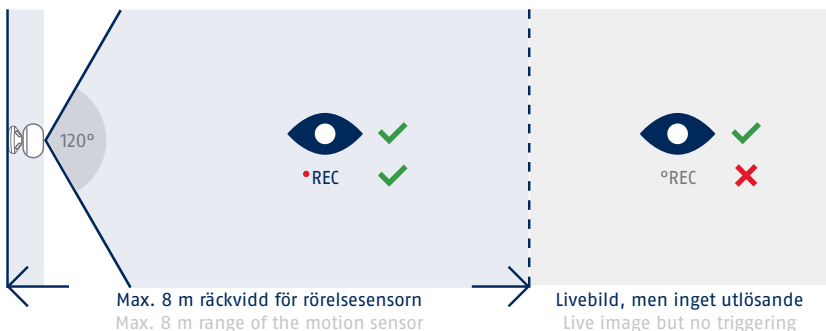 120°
•REC
°REC
Max. 8 m räckvidd för rörelsesensorn
Max. 8 m range of the motion sensor
Livebild, men inget utlösande
Live image but no triggering